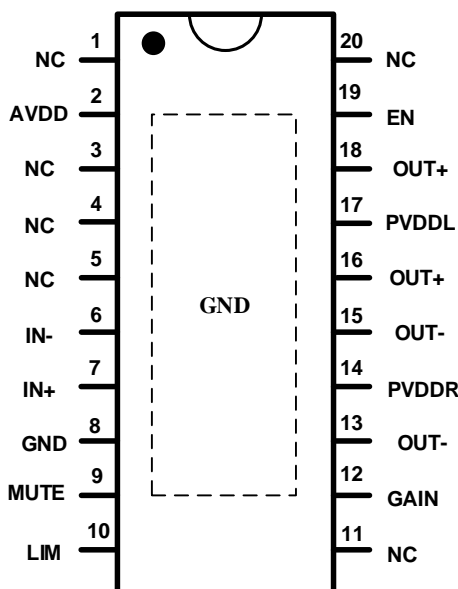 1 20
NC NC
2 19
AVDD EN
3 18
NC OUT+
4 17
NC PVDDL
5 16
NC GND OUT+
6 15
IN- OUT-
7 14
IN+ PVDDR
8 13
GND OUT-
9 12
MUTE GAIN
10 11
LIM NC